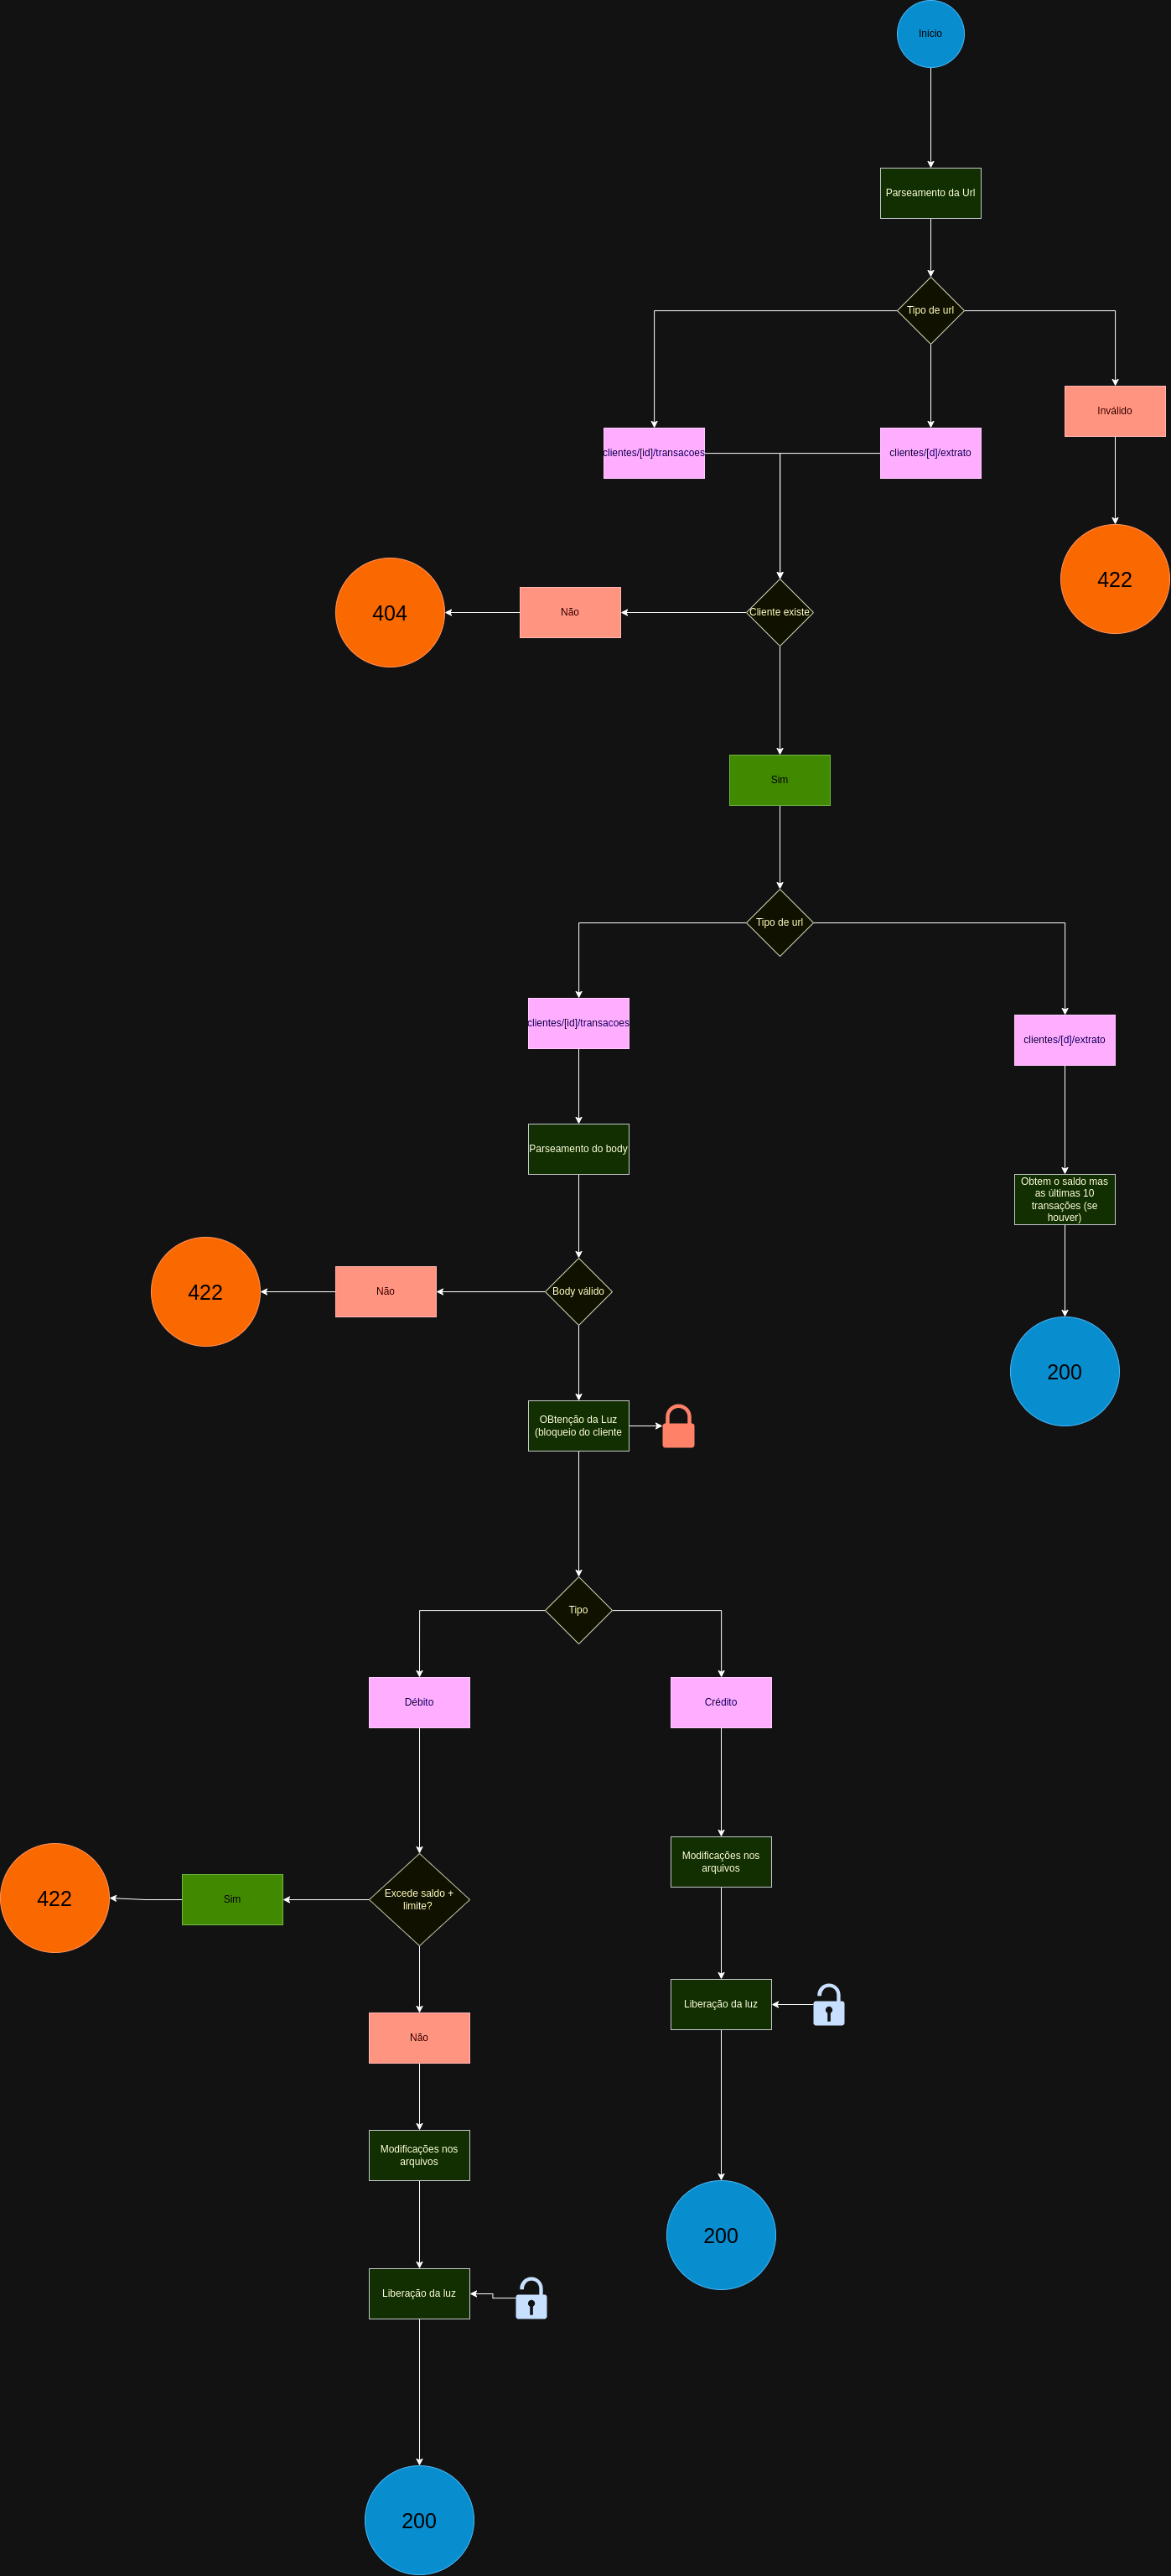 Inicio
Parseamento da Url
Tipo de url
Inválido
clientes/[id]/transacoes
clientes/[d]/extrato
422
404
Não
Cliente existe
Sim
Tipo de url
clientes/[id]/transacoes
clientes/[d]/extrato
Parseamento do body
Obtem o saldo mas
as últimas 10
transações (se
houver)
422
Não
Body válido
200
OBtenção da Luz
(bloqueio do cliente
Tipo
Débito
Crédito
Modificações nos
arquivos
422
Sim
Excede saldo +
limite?
Liberação da luz
Não
Modificações nos
arquivos
200
Liberação da luz
200